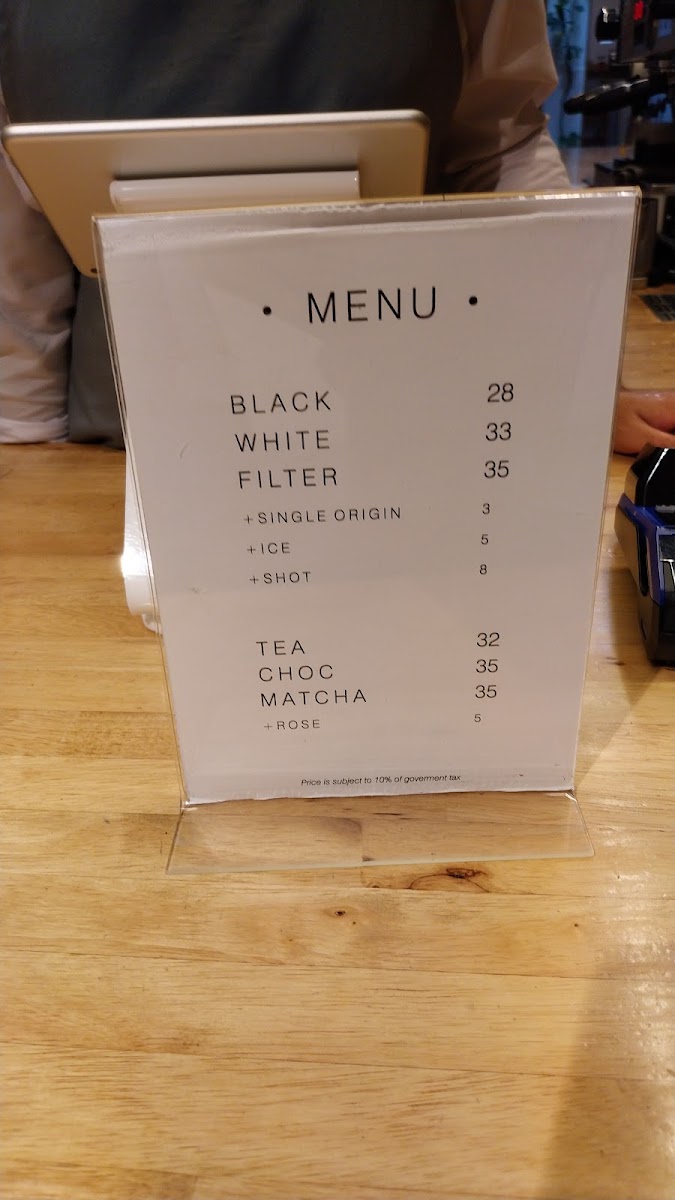 • MENU •
BLACK 28
WHITE 33
FILTER 35
+SINGLE ORIGIN 3
+ICE 5
+SHOT 8
TEA 32
CHOC 35
MATCHA 35
+ROSE 5
Price is subject to 10% of goverment tax